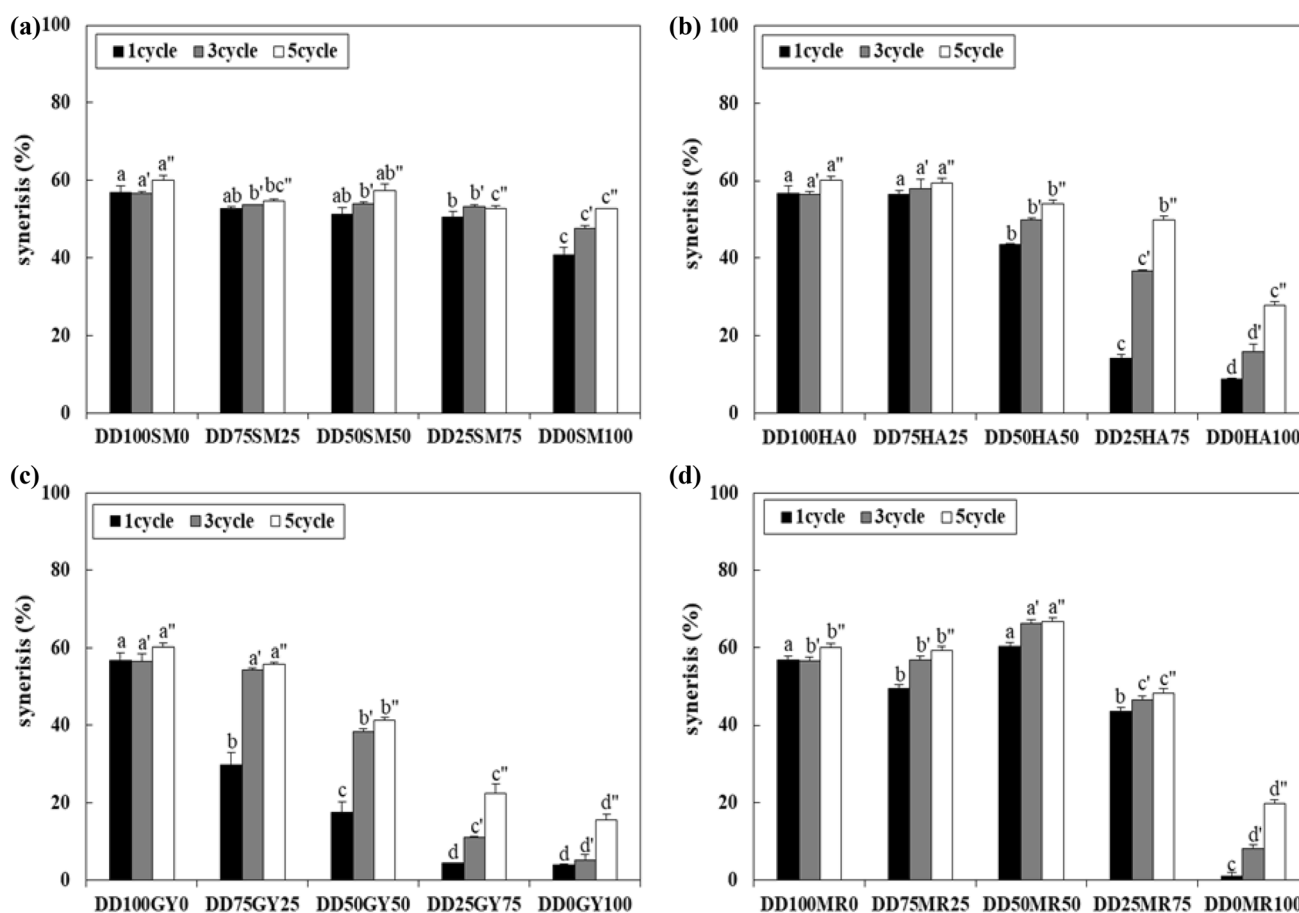 (a)
100
80
60
40
20
0
synerisis (%)
1cycle 3cycle 5cycle
a a' a"
ab b' bc"
ab b' ab"
b b' c"
c c' c"
DD100SM0 DD75SM25 DD50SM50 DD25SM75 DD0SM100
(b)
100
80
60
40
20
0
synerisis (%)
1cycle 3cycle 5cycle
a a' a"
a a' a"
b b' b"
c c' b"
d d' c"
DD100HA0 DD75HA25 DD50HA50 DD25HA75 DD0HA100
(c)
100
80
60
40
20
0
synerisis (%)
1cycle 3cycle 5cycle
a a' a"
b a' a"
c b' b"
d c' c"
d d' d"
DD100GY0 DD75GY25 DD50GY50 DD25GY75 DD0GY100
(d)
100
80
60
40
20
0
synerisis (%)
1cycle 3cycle 5cycle
a b' b"
b b' b"
a a' a"
b c' c"
c d' d"
DD100MR0 DD75MR25 DD50MR50 DD25MR75 DD0MR100